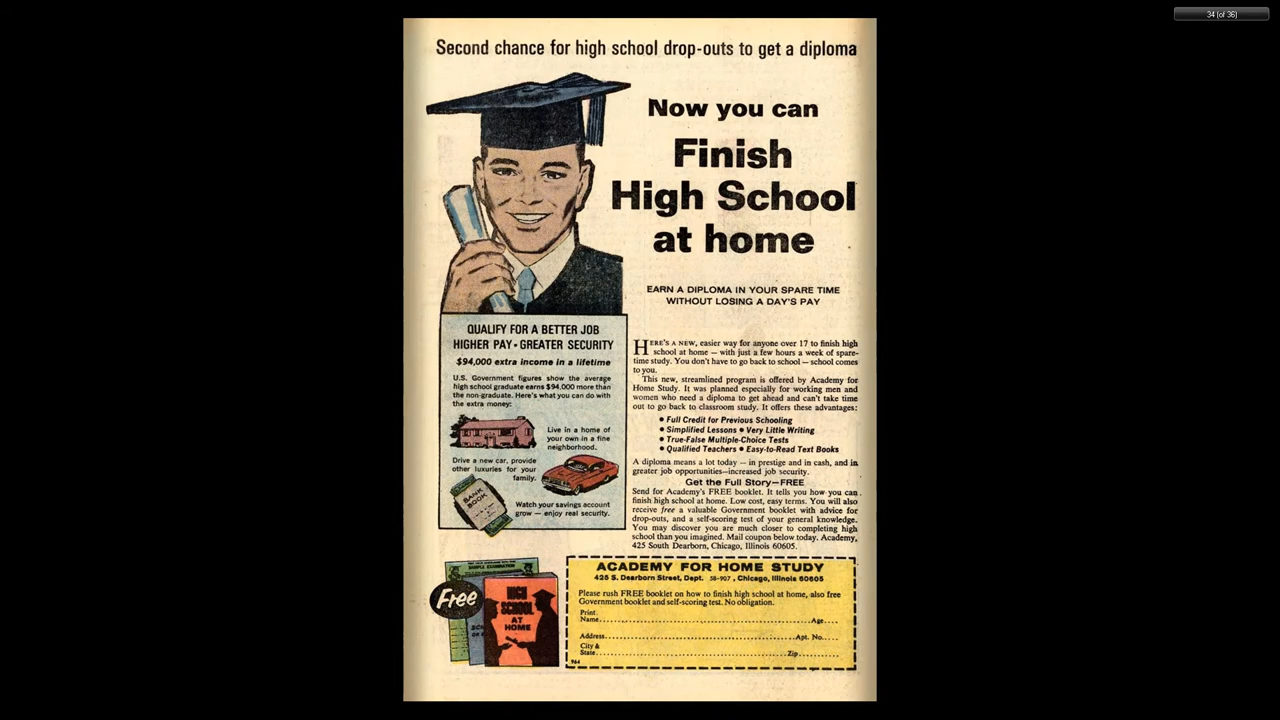 34 (of 36)
Second chance for high school drop-outs to get a diploma
Now you can
Finish
High School
at home
EARN A DIPLOMA IN YOUR SPARE TIME
WITHOUT LOSING A DAY'S PAY
QUALIFY FOR A BETTER JOB
HIGHER PAY • GREATER SECURITY
$94,000 extra income in a lifetime
U.S. Government figures show the average
high school graduate earns $94,000 more than
the non-graduate. Here's what you can do with
the extra money:
Live in a home of
your own in a fine
neighborhood.
Drive a new car, provide
other luxuries for your
family.
BANK
BOOK
Watch your savings account
grow — enjoy real security.
HERE'S A NEW, easier way for anyone over 17 to finish high
school at home — with just a few hours a week of spare-
time study. You don't have to go back to school — school comes
to you.
This new, streamlined program is offered by Academy for
Home Study. It was planned especially for working men and
women who need a diploma to get ahead and can't take time
out to go back to classroom study. It offers these advantages:
• Full Credit for Previous Schooling
• Simplified Lessons • Very Little Writing
• True-False Multiple-Choice Tests
• Qualified Teachers • Easy-to-Read Text Books
A diploma means a lot today — in prestige and in cash, and in
greater job opportunities—increased job security.
Get the Full Story—FREE
Send for Academy's FREE booklet. It tells you how you can
finish high school at home. Low cost, easy terms. You will also
receive free a valuable Government booklet with advice for
drop-outs, and a self-scoring test of your general knowledge.
You may discover you are much closer to completing high
school than you imagined. Mail coupon below today. Academy,
425 South Dearborn, Chicago, Illinois 60605.
Free
SAMPLE EXAMINATION
HIGH
SCHOOL
AT
HOME
ACADEMY FOR HOME STUDY
425 S. Dearborn Street, Dept. 58-907, Chicago, Illinois 60605
Please rush FREE booklet on how to finish high school at home, also free
Government booklet and self-scoring test. No obligation.
Print
Name Age
Address Apt. No.
City &
State Zip
964